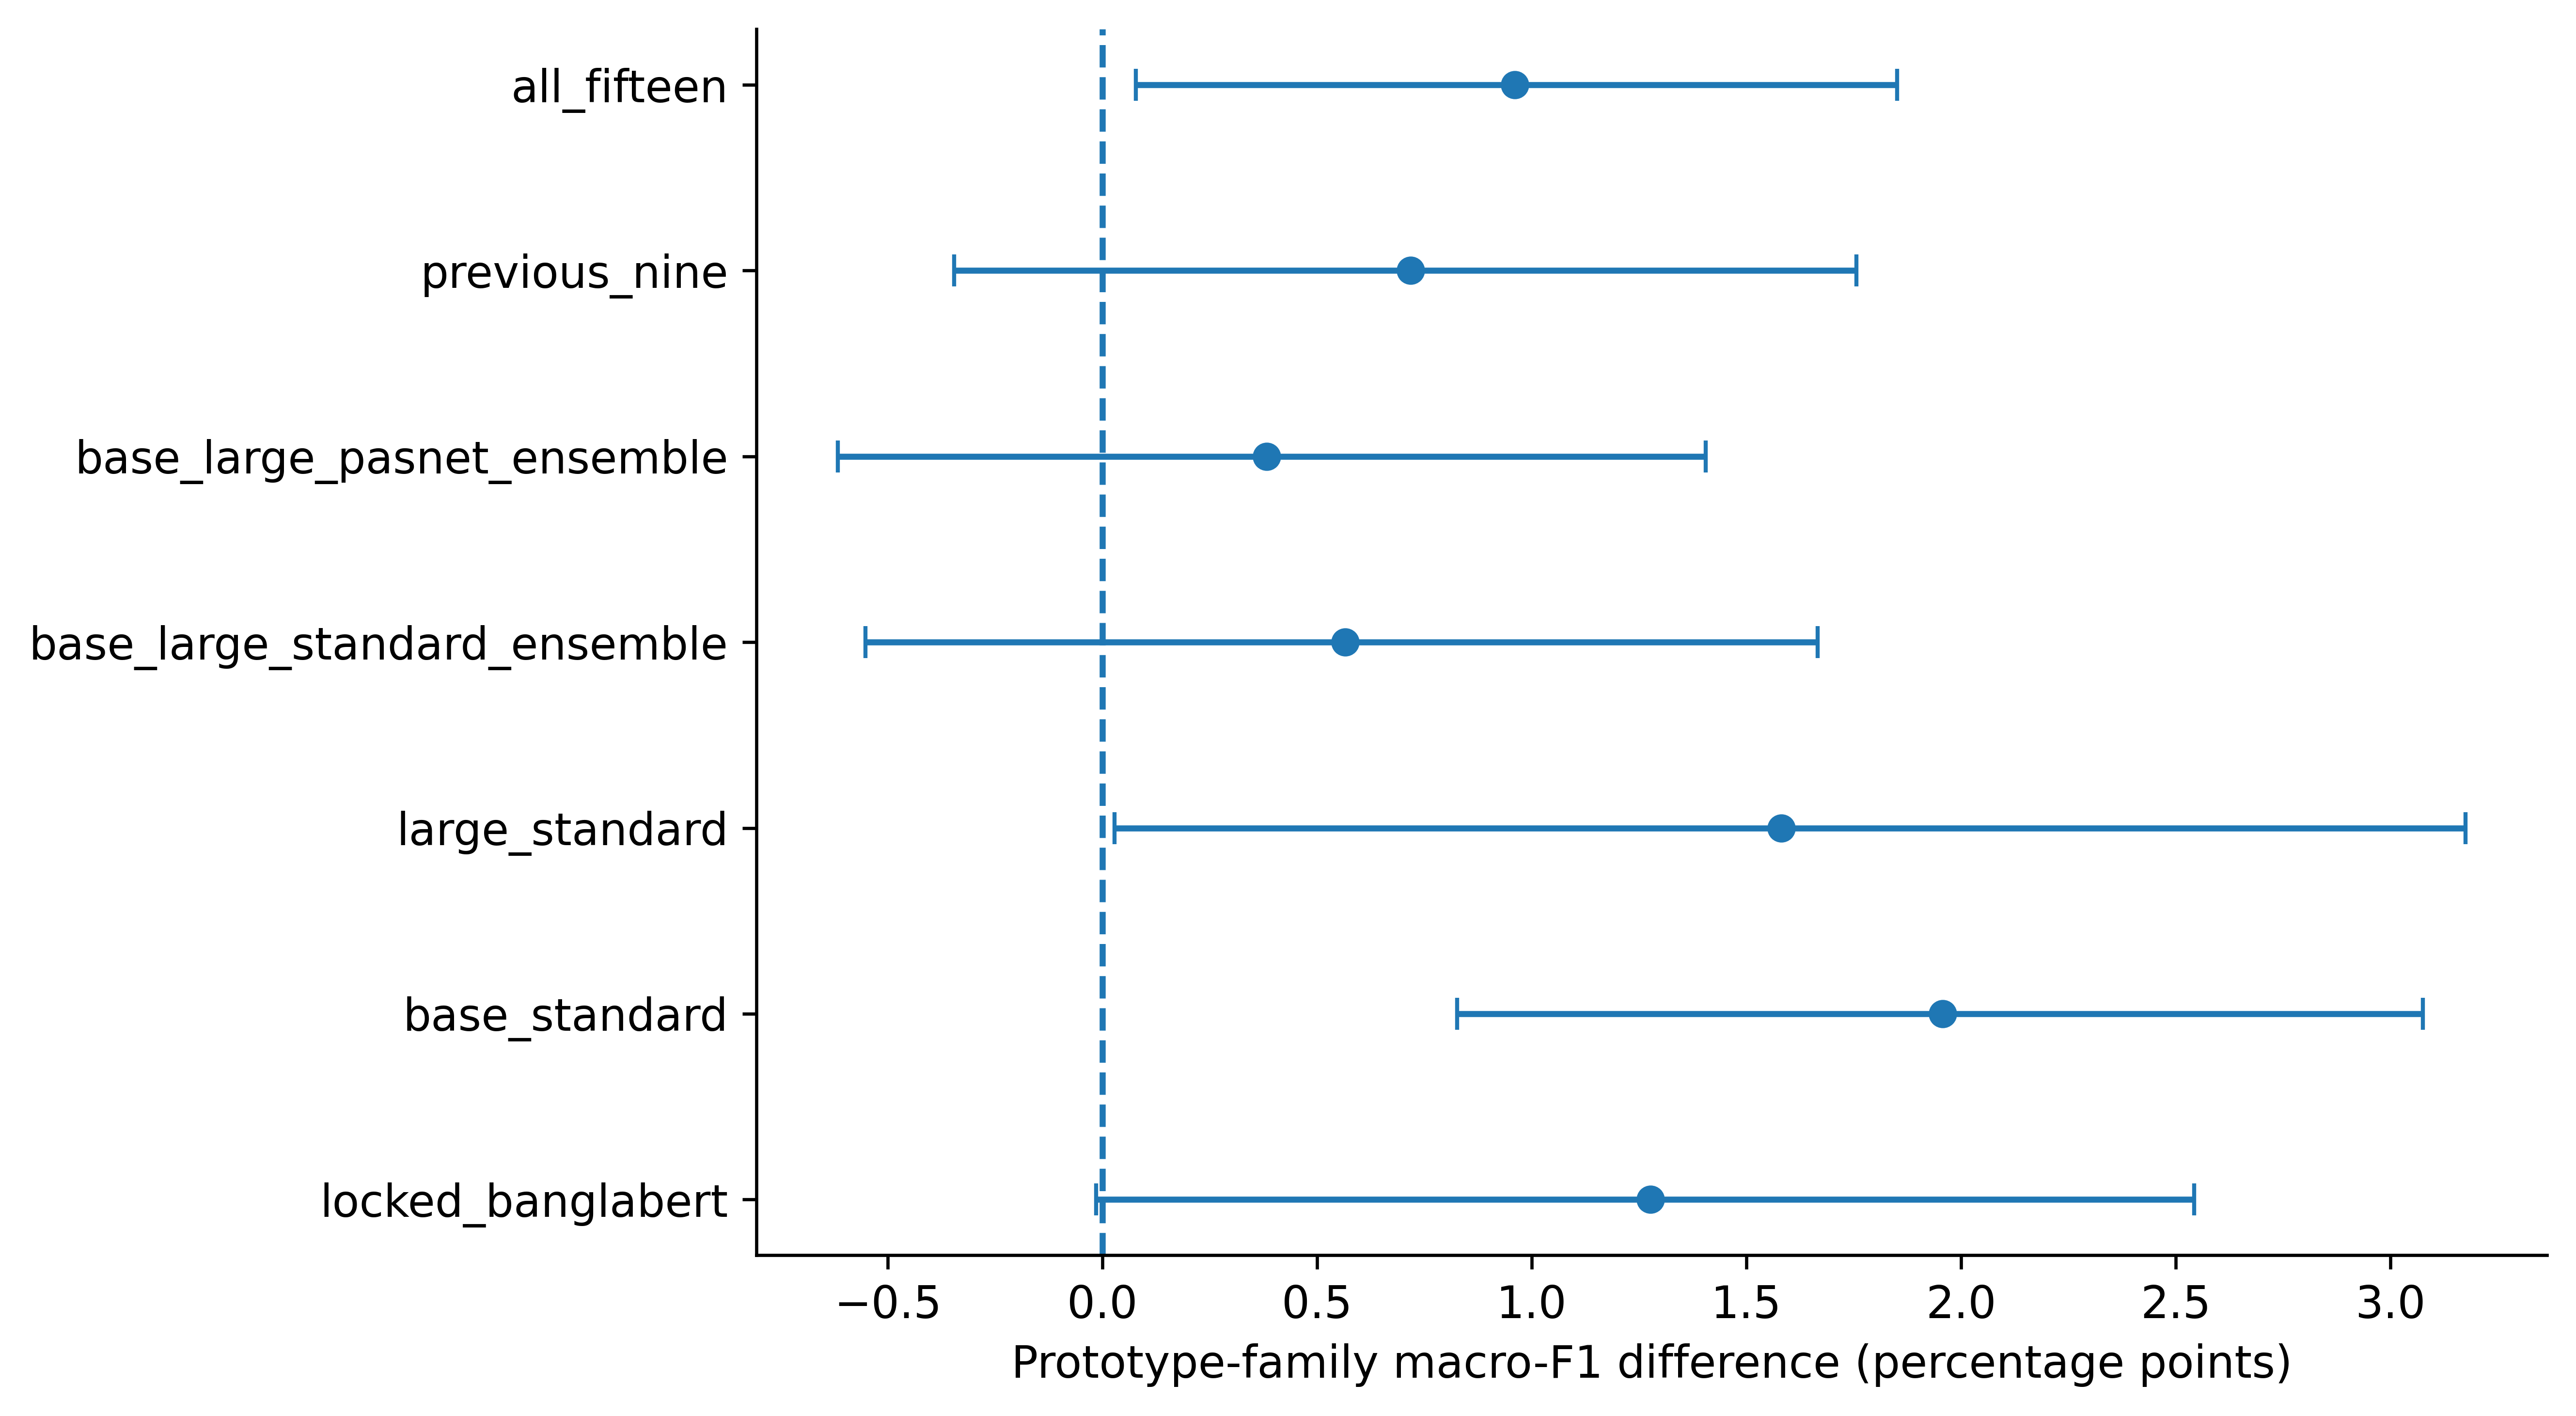 all_fifteen
previous_nine
base_large_pasnet_ensemble
base_large_standard_ensemble
large_standard
base_standard
locked_banglabert
−0.5 0.0 0.5 1.0 1.5 2.0 2.5 3.0
Prototype-family macro-F1 difference (percentage points)